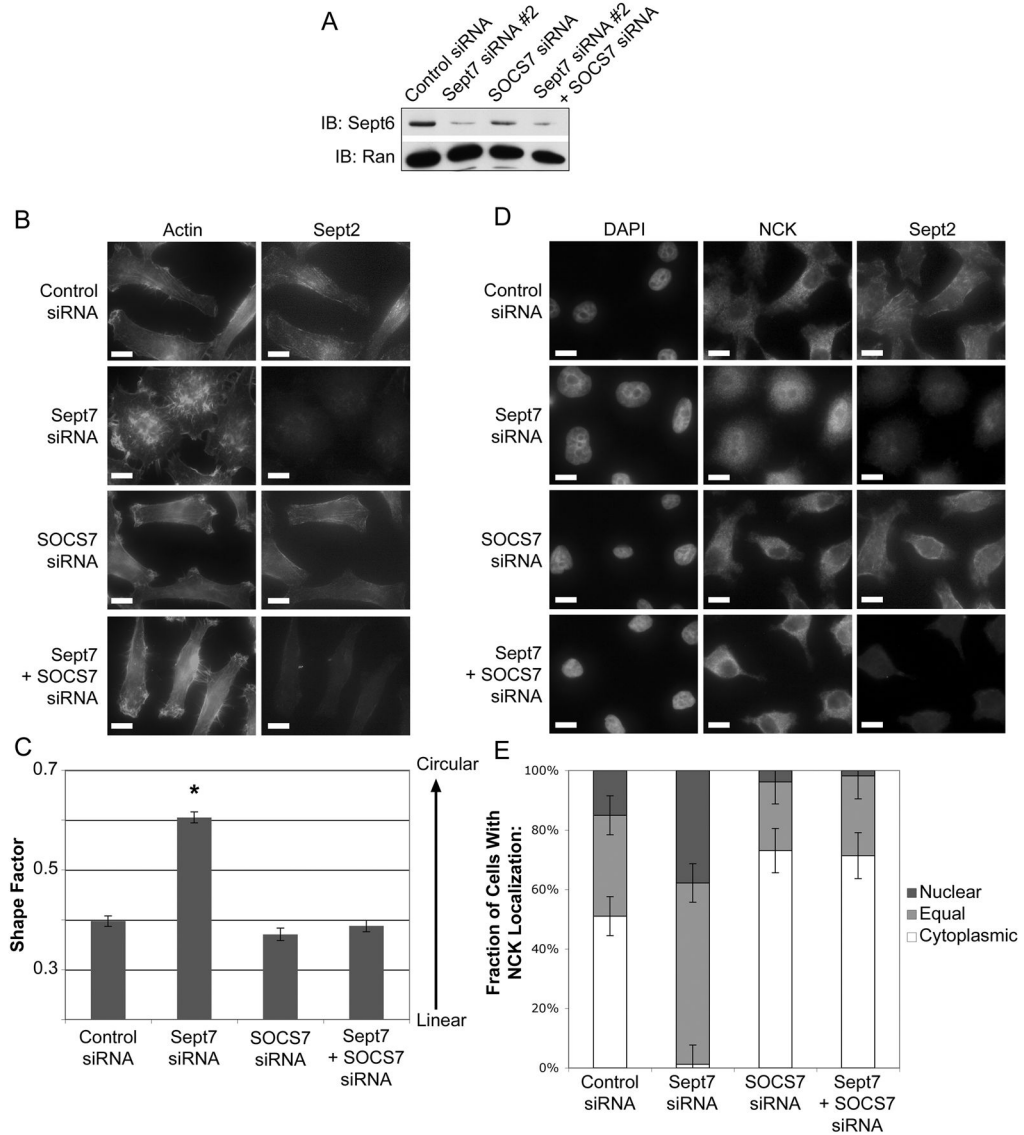 A
Control siRNA
Sept7 siRNA #2
SOCS7 siRNA
Sept7 siRNA #2
+ SOCS7 siRNA
IB: Sept6
IB: Ran
B
Actin
Sept2
Control
siRNA
Sept7
siRNA
SOCS7
siRNA
Sept7
+ SOCS7
siRNA
D
DAPI
NCK
Sept2
Control
siRNA
Sept7
siRNA
SOCS7
siRNA
Sept7
+ SOCS7
siRNA
C
Shape Factor
0.7
0.5
0.3
*
Circular
Linear
Control
siRNA
Sept7
siRNA
SOCS7
siRNA
Sept7
+ SOCS7
siRNA
E
Fraction of Cells With
NCK Localization:
100%
80%
60%
40%
20%
0%
Nuclear
Equal
Cytoplasmic
Control
siRNA
Sept7
siRNA
SOCS7
siRNA
Sept7
+ SOCS7
siRNA